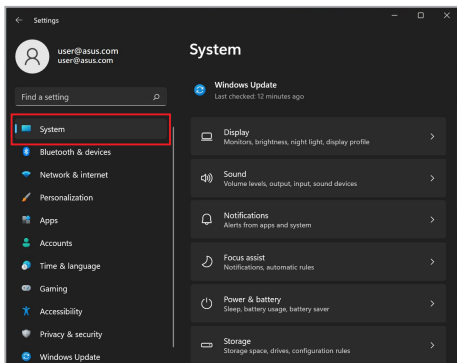 Settings
user@asus.com
user@asus.com
Find a setting
System
Bluetooth & devices
Network & internet
Personalization
Apps
Accounts
Time & language
Gaming
Accessibility
Privacy & security
Windows Update
System
Windows Update
Last checked: 12 minutes ago
Display
Monitors, brightness, night light, display profile
Sound
Volume levels, output, input, sound devices
Notifications
Alerts from apps and system
Focus assist
Notifications, automatic rules
Power & battery
Sleep, battery usage, battery saver
Storage
Storage space, drives, configuration rules